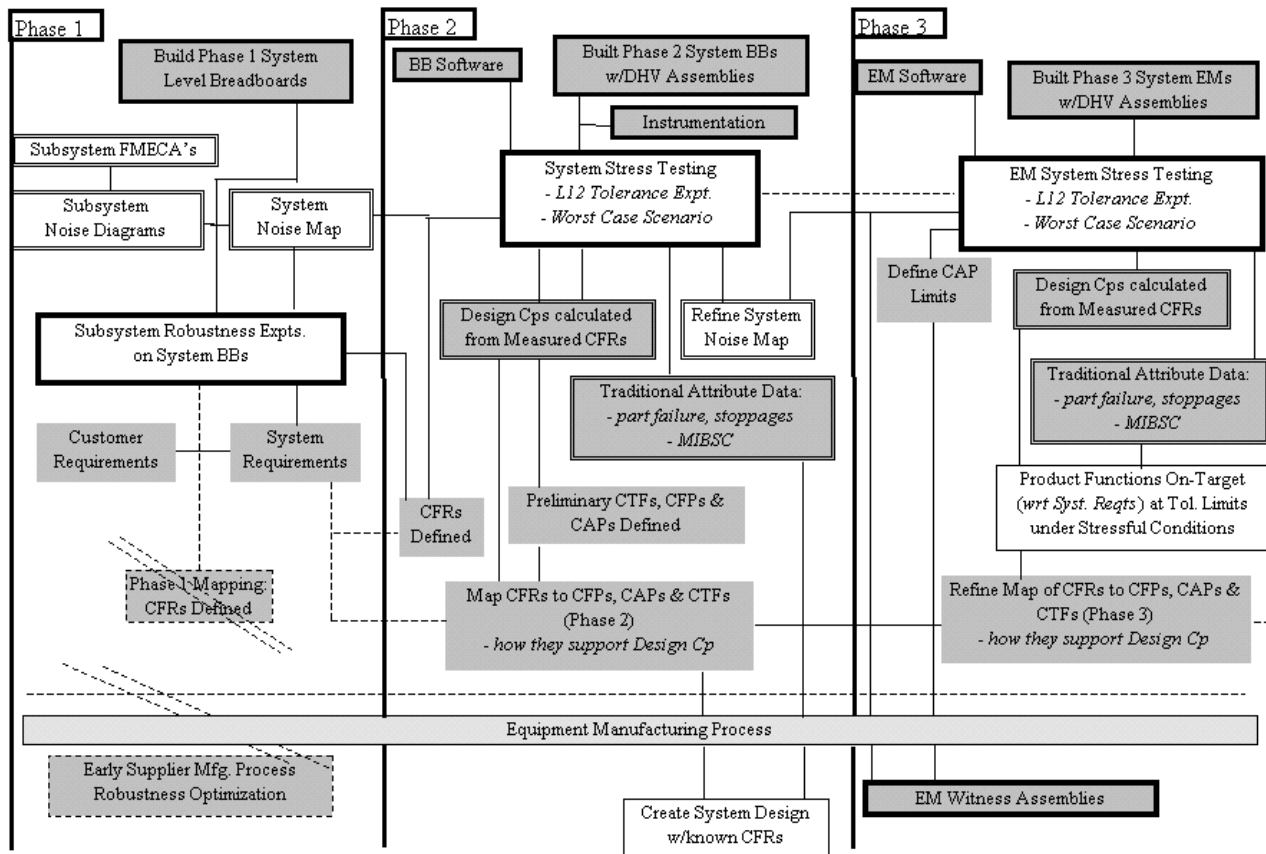 Phase 1
Build Phase 1 System
Level Breadboards
Subsystem FMECA's
Subsystem
Noise Diagrams
System
Noise Map
Subsystem Robustness Expts.
on System BBs
Customer
Requirements
System
Requirements
Phase 1 Mapping:
CFRs Defined
Early Supplier Mfg. Process
Robustness Optimization
Phase 2
BB Software
Built Phase 2 System BBs
w/DHV Assemblies
Instrumentation
System Stress Testing
- L12 Tolerance Expt.
- Worst Case Scenario
Design Cps calculated
from Measured CFRs
Refine System
Noise Map
Traditional Attribute Data:
- part failure, stoppages
- MIBSC
CFRs
Defined
Preliminary CTFs, CFPs &
CAPs Defined
Map CFRs to CFPs, CAPs & CTFs
(Phase 2)
- how they support Design Cp
Equipment Manufacturing Process
Create System Design
w/known CFRs
Phase 3
EM Software
Built Phase 3 System EMs
w/DHV Assemblies
EM System Stress Testing
- L12 Tolerance Expt.
- Worst Case Scenario
Define CAP
Limits
Design Cps calculated
from Measured CFRs
Traditional Attribute Data:
- part failure, stoppages
- MIBSC
Product Functions On-Target
(wrt Syst. Reqts) at Tol. Limits
under Stressful Conditions
Refine Map of CFRs to CFPs, CAPs &
CTFs (Phase 3)
- how they support Design Cp
EM Witness Assemblies